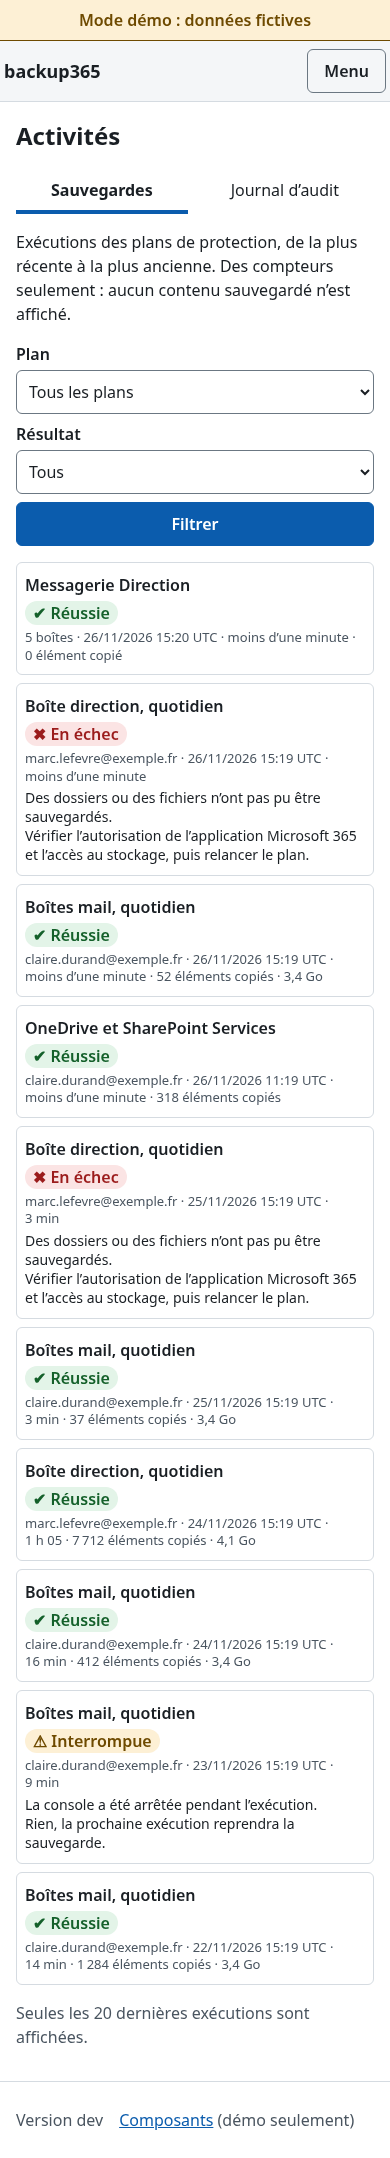 Mode démo : données fictives
backup365
Menu
Activités
Sauvegardes
Journal d’audit
Exécutions des plans de protection, de la plus
récente à la plus ancienne. Des compteurs
seulement : aucun contenu sauvegardé n’est
affiché.
Plan
Tous les plans
Résultat
Tous
Filtrer
Messagerie Direction
✔ Réussie
5 boîtes · 26/11/2026 15:20 UTC · moins d’une minute ·
0 élément copié
Boîte direction, quotidien
✖ En échec
marc.lefevre@exemple.fr · 26/11/2026 15:19 UTC ·
moins d’une minute
Des dossiers ou des fichiers n’ont pas pu être
sauvegardés.
Vérifier l’autorisation de l’application Microsoft 365
et l’accès au stockage, puis relancer le plan.
Boîtes mail, quotidien
✔ Réussie
claire.durand@exemple.fr · 26/11/2026 15:19 UTC ·
moins d’une minute · 52 éléments copiés · 3,4 Go
OneDrive et SharePoint Services
✔ Réussie
claire.durand@exemple.fr · 26/11/2026 11:19 UTC ·
moins d’une minute · 318 éléments copiés
Boîte direction, quotidien
✖ En échec
marc.lefevre@exemple.fr · 25/11/2026 15:19 UTC ·
3 min
Des dossiers ou des fichiers n’ont pas pu être
sauvegardés.
Vérifier l’autorisation de l’application Microsoft 365
et l’accès au stockage, puis relancer le plan.
Boîtes mail, quotidien
✔ Réussie
claire.durand@exemple.fr · 25/11/2026 15:19 UTC ·
3 min · 37 éléments copiés · 3,4 Go
Boîte direction, quotidien
✔ Réussie
marc.lefevre@exemple.fr · 24/11/2026 15:19 UTC ·
1 h 05 · 7 712 éléments copiés · 4,1 Go
Boîtes mail, quotidien
✔ Réussie
claire.durand@exemple.fr · 24/11/2026 15:19 UTC ·
16 min · 412 éléments copiés · 3,4 Go
Boîtes mail, quotidien
⚠ Interrompue
claire.durand@exemple.fr · 23/11/2026 15:19 UTC ·
9 min
La console a été arrêtée pendant l’exécution.
Rien, la prochaine exécution reprendra la
sauvegarde.
Boîtes mail, quotidien
✔ Réussie
claire.durand@exemple.fr · 22/11/2026 15:19 UTC ·
14 min · 1 284 éléments copiés · 3,4 Go
Seules les 20 dernières exécutions sont
affichées.
Version dev Composants (démo seulement)